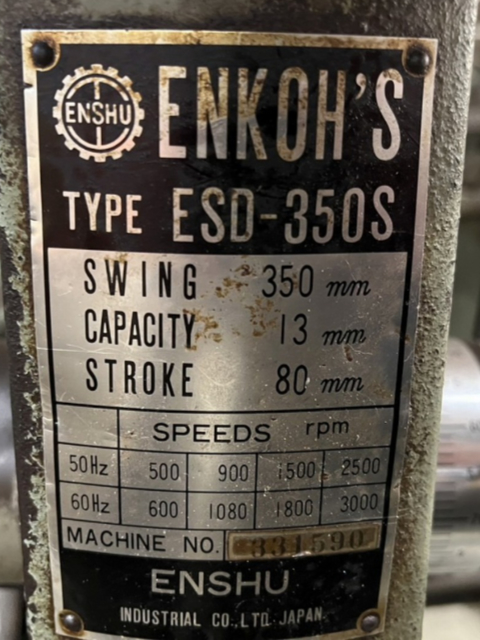 ENSHU
ENKOH'S
TYPE ESD-350S
SWING 350 mm
CAPACITY 13 mm
STROKE 80 mm
SPEEDS rpm
50Hz 500 900 1500 2500
60Hz 600 1080 1800 3000
MACHINE NO. 331590
ENSHU
INDUSTRIAL CO., LTD. JAPAN.